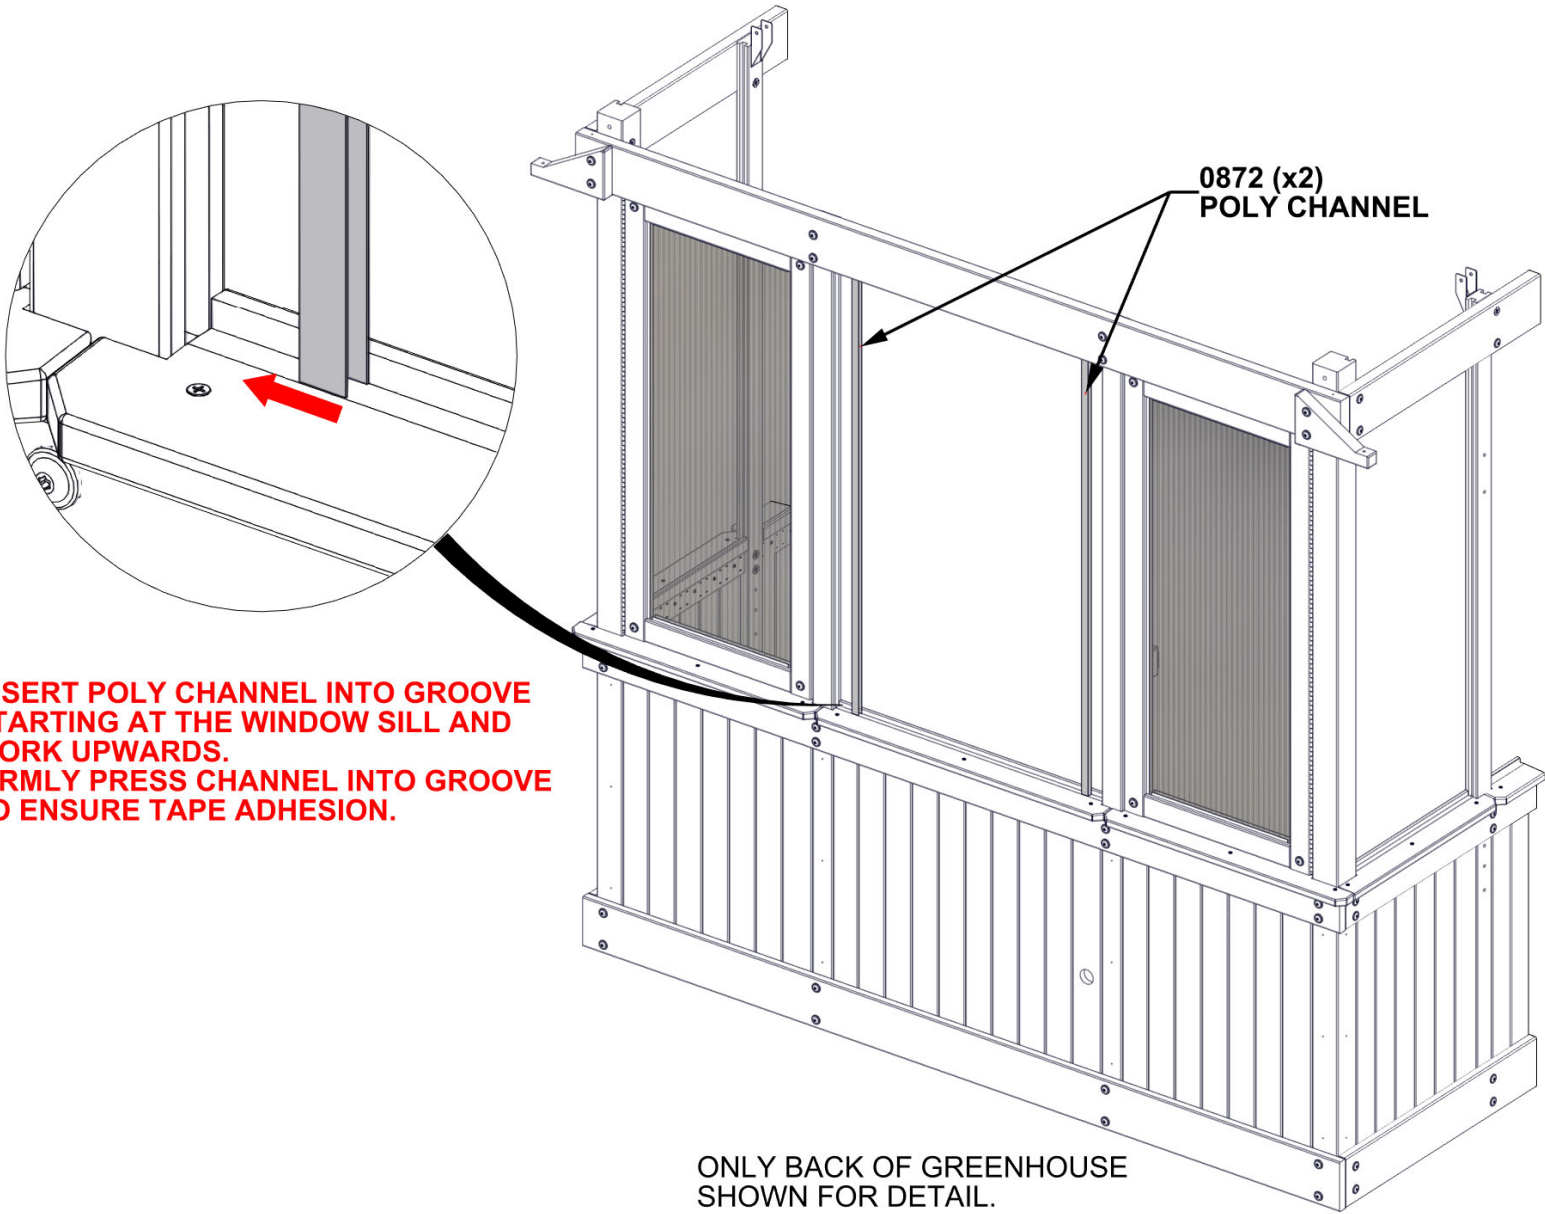 0872 (x2)
POLY CHANNEL
SERT POLY CHANNEL INTO GROOVE
TARTING AT THE WINDOW SILL AND
ORK UPWARDS.
RMLY PRESS CHANNEL INTO GROOVE
ENSURE TAPE ADHESION.
ONLY BACK OF GREENHOUSE
SHOWN FOR DETAIL.